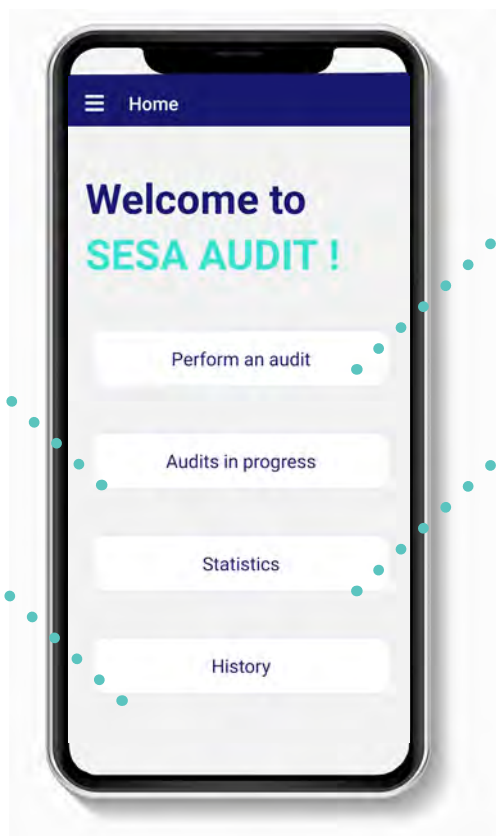 Home
Welcome to
SESA AUDIT !
Perform an audit
Audits in progress
Statistics
History